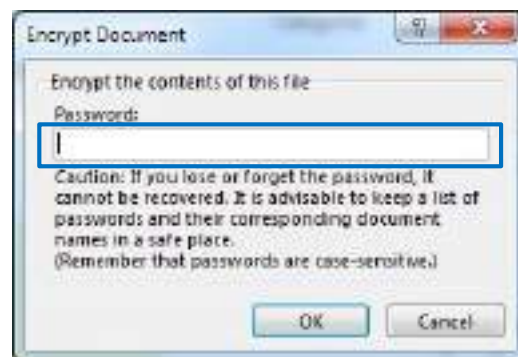 Encrypt Document
Encrypt the contents of this file
Password:
Caution: If you lose or forget the password, it
cannot be recovered. It is advisable to keep a list of
passwords and their corresponding document
names in a safe place.
(Remember that passwords are case-sensitive.)
OK
Cancel